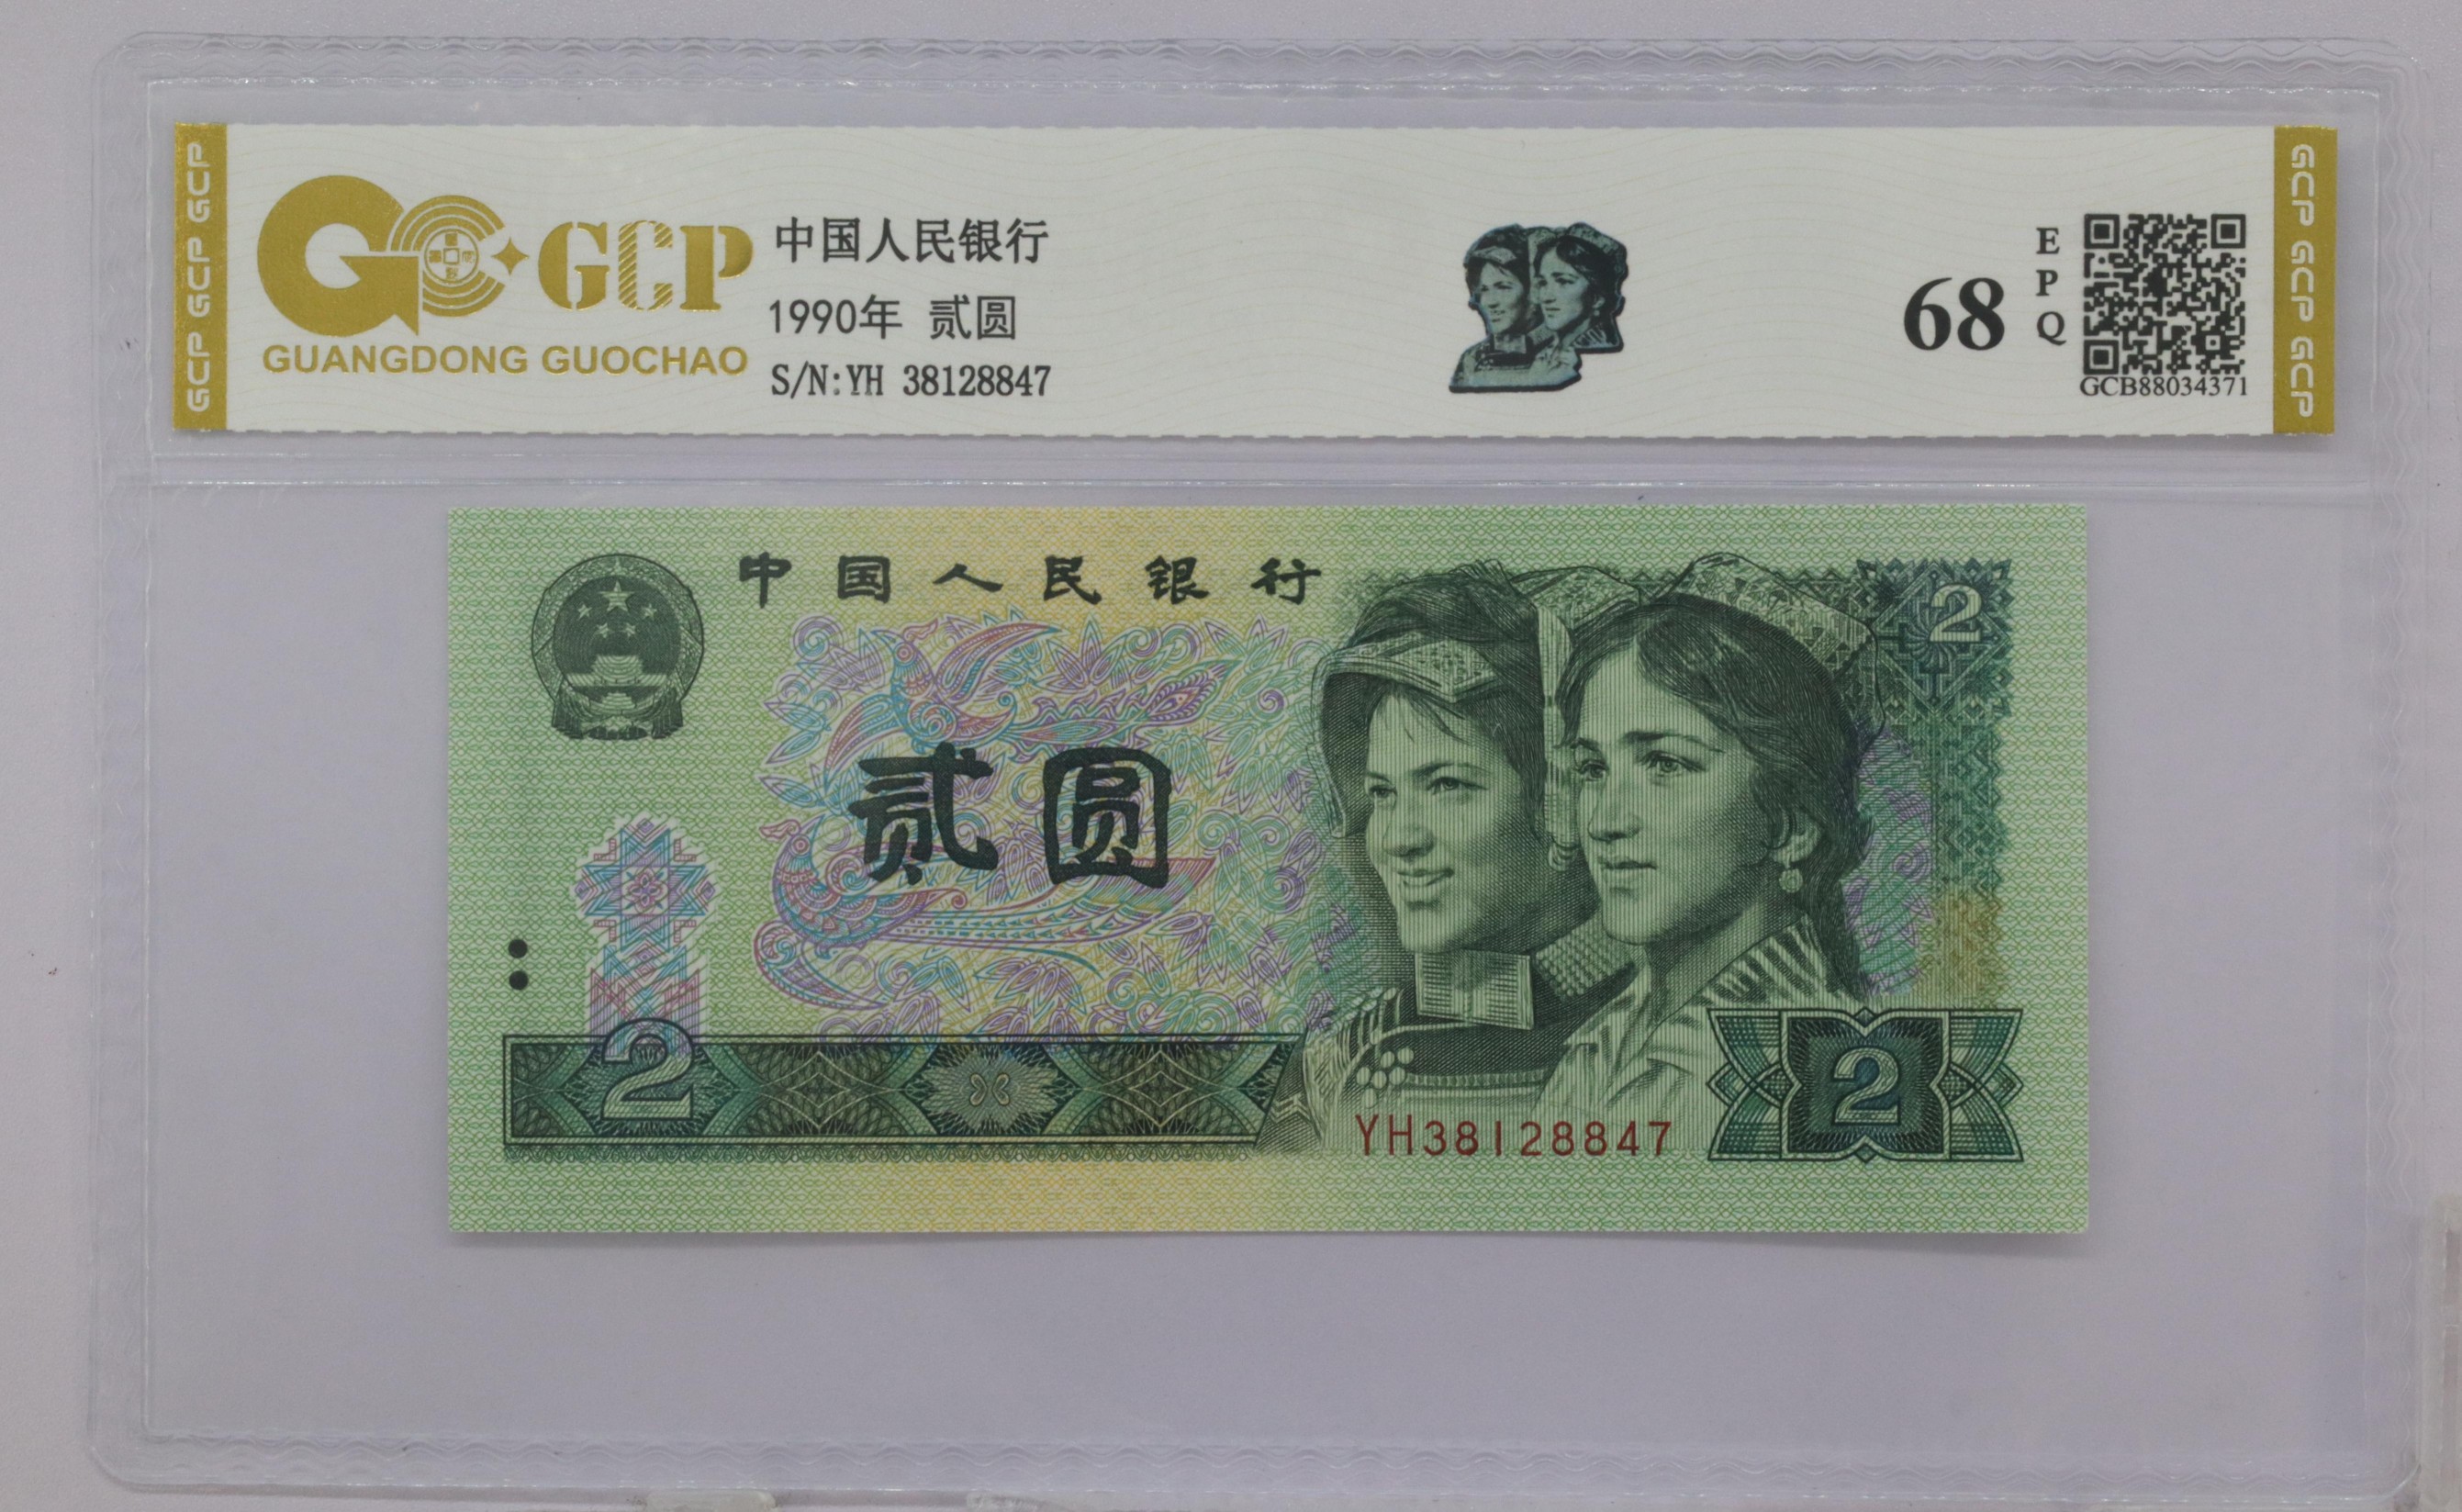 GCP GCP GCP
GCP
GUANGDONG GUOCHAO
中国人民银行
1990年 贰圆
S/N:YH 38128847
68
E
P
Q
GCB88034371
GCP GCP GCP
中国人民银行
2
贰圆
2
YH38128847
2